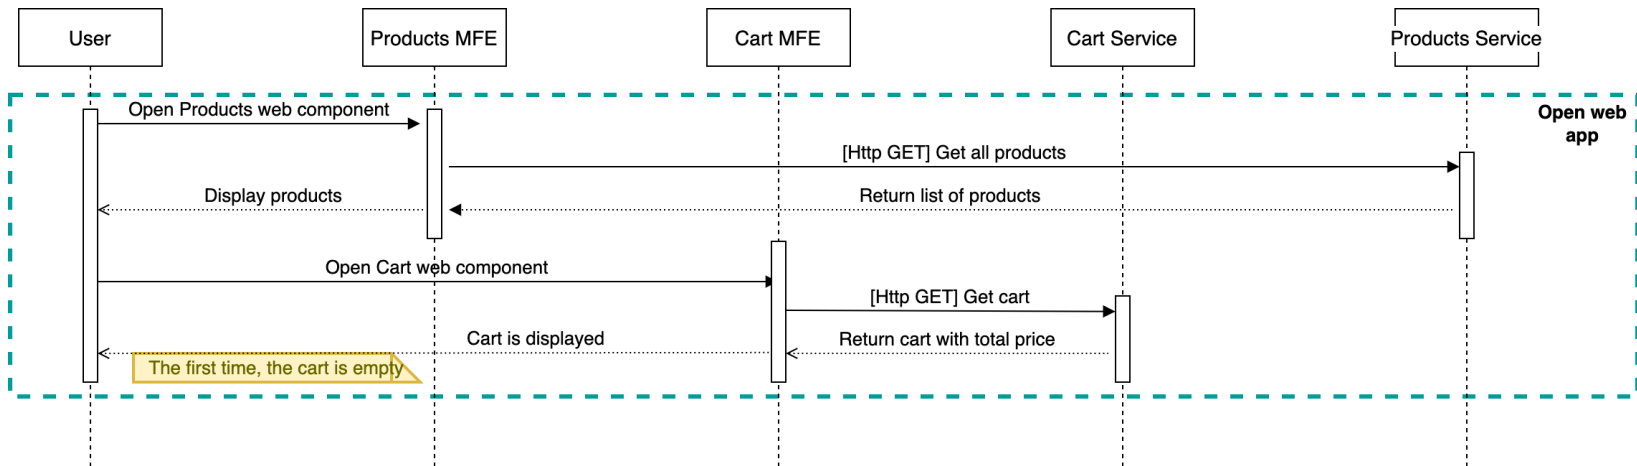 User
Products MFE
Cart MFE
Cart Service
Products Service
Open Products web component
Open web
app
[Http GET] Get all products
Display products
Return list of products
Open Cart web component
[Http GET] Get cart
Cart is displayed
Return cart with total price
The first time, the cart is empty